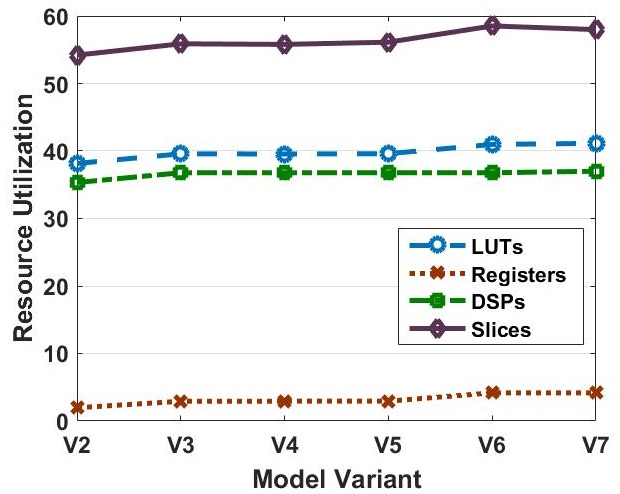 60
50
40
30
20
10
0
Resource Utilization
LUTs
Registers
DSPs
Slices
V2 V3 V4 V5 V6 V7
Model Variant